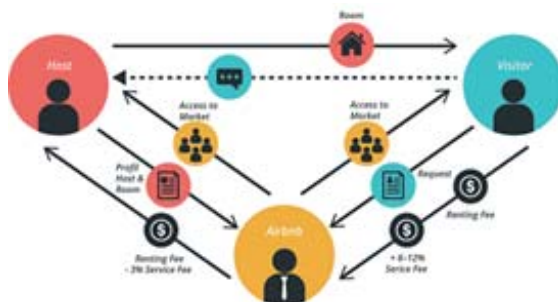 Room
Host
Visitor
Access to
Market
Access to
Market
Profil
Host &
Room
Request
Renting Fee
Airbnb
Renting Fee
- 3% Service Fee
+ 6-12%
Serice Fee